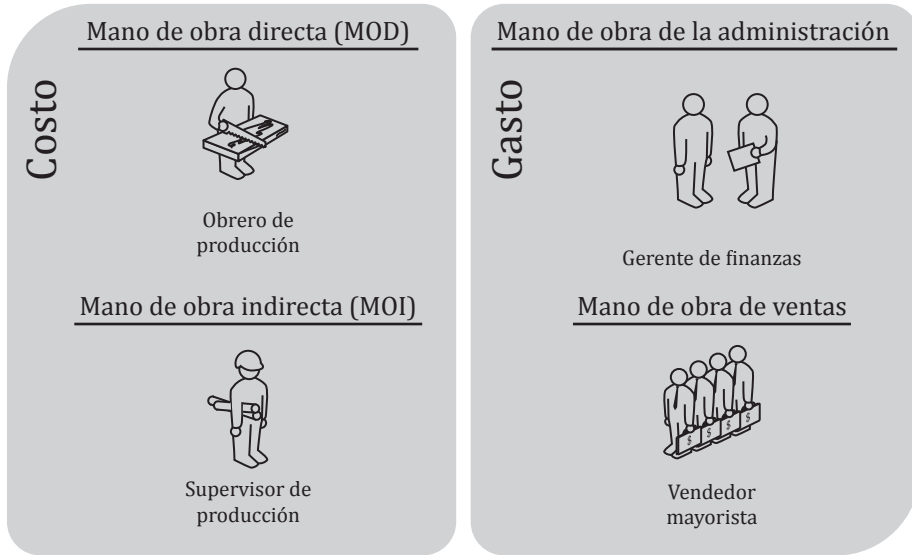 Costo
Mano de obra directa (MOD)
Obrero de
producción
Mano de obra indirecta (MOI)
Supervisor de
producción
Gasto
Mano de obra de la administración
Gerente de finanzas
Mano de obra de ventas
$ $ $ $
Vendedor
mayorista